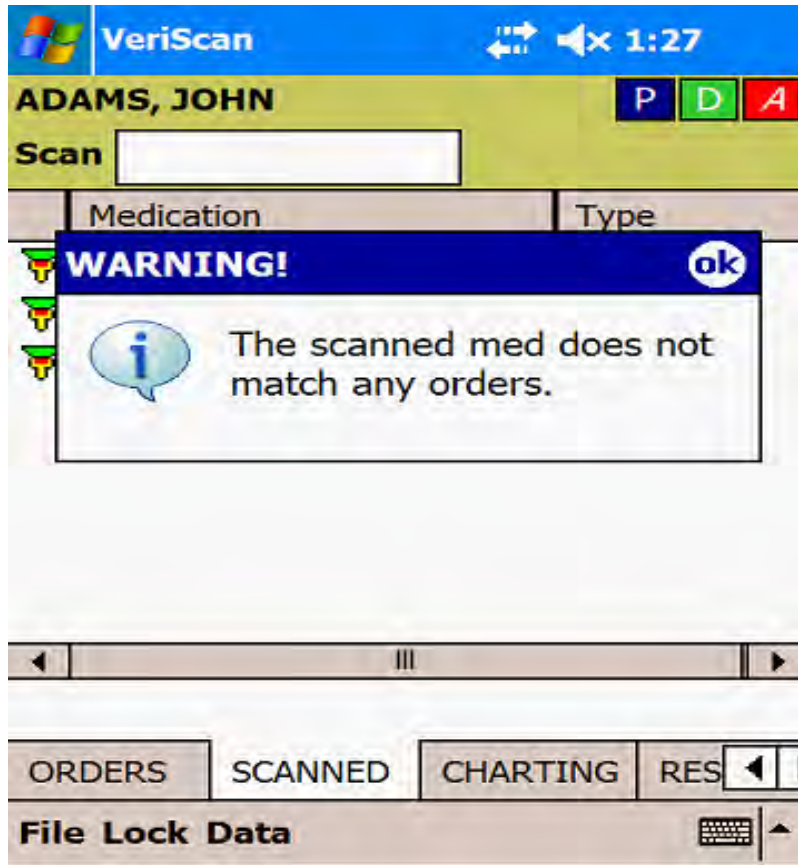 VeriScan 1:27
ADAMS, JOHN P D A
Scan
Medication Type
WARNING! ok
i The scanned med does not
match any orders.
ORDERS SCANNED CHARTING RES
File Lock Data